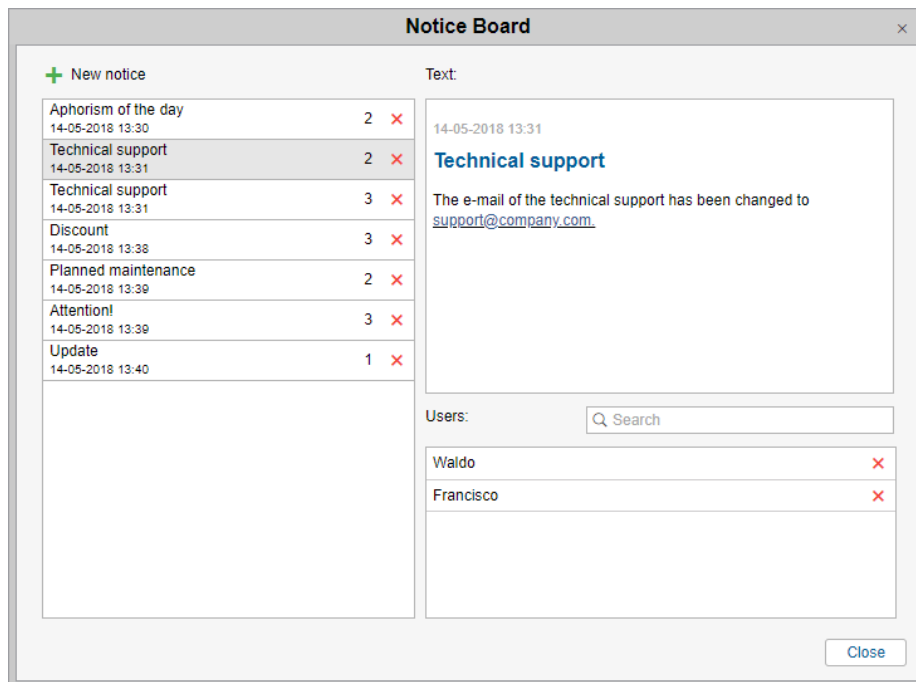 Notice Board
×
New notice
Text:
Aphorism of the day
14-05-2018 13:30
2
Technical support
14-05-2018 13:31
2
Technical support
14-05-2018 13:31
3
Discount
14-05-2018 13:38
3
Planned maintenance
14-05-2018 13:39
2
Attention!
14-05-2018 13:39
3
Update
14-05-2018 13:40
1
14-05-2018 13:31
Technical support
The e-mail of the technical support has been changed to
support@company.com.
Users:
Search
Waldo
Francisco
Close